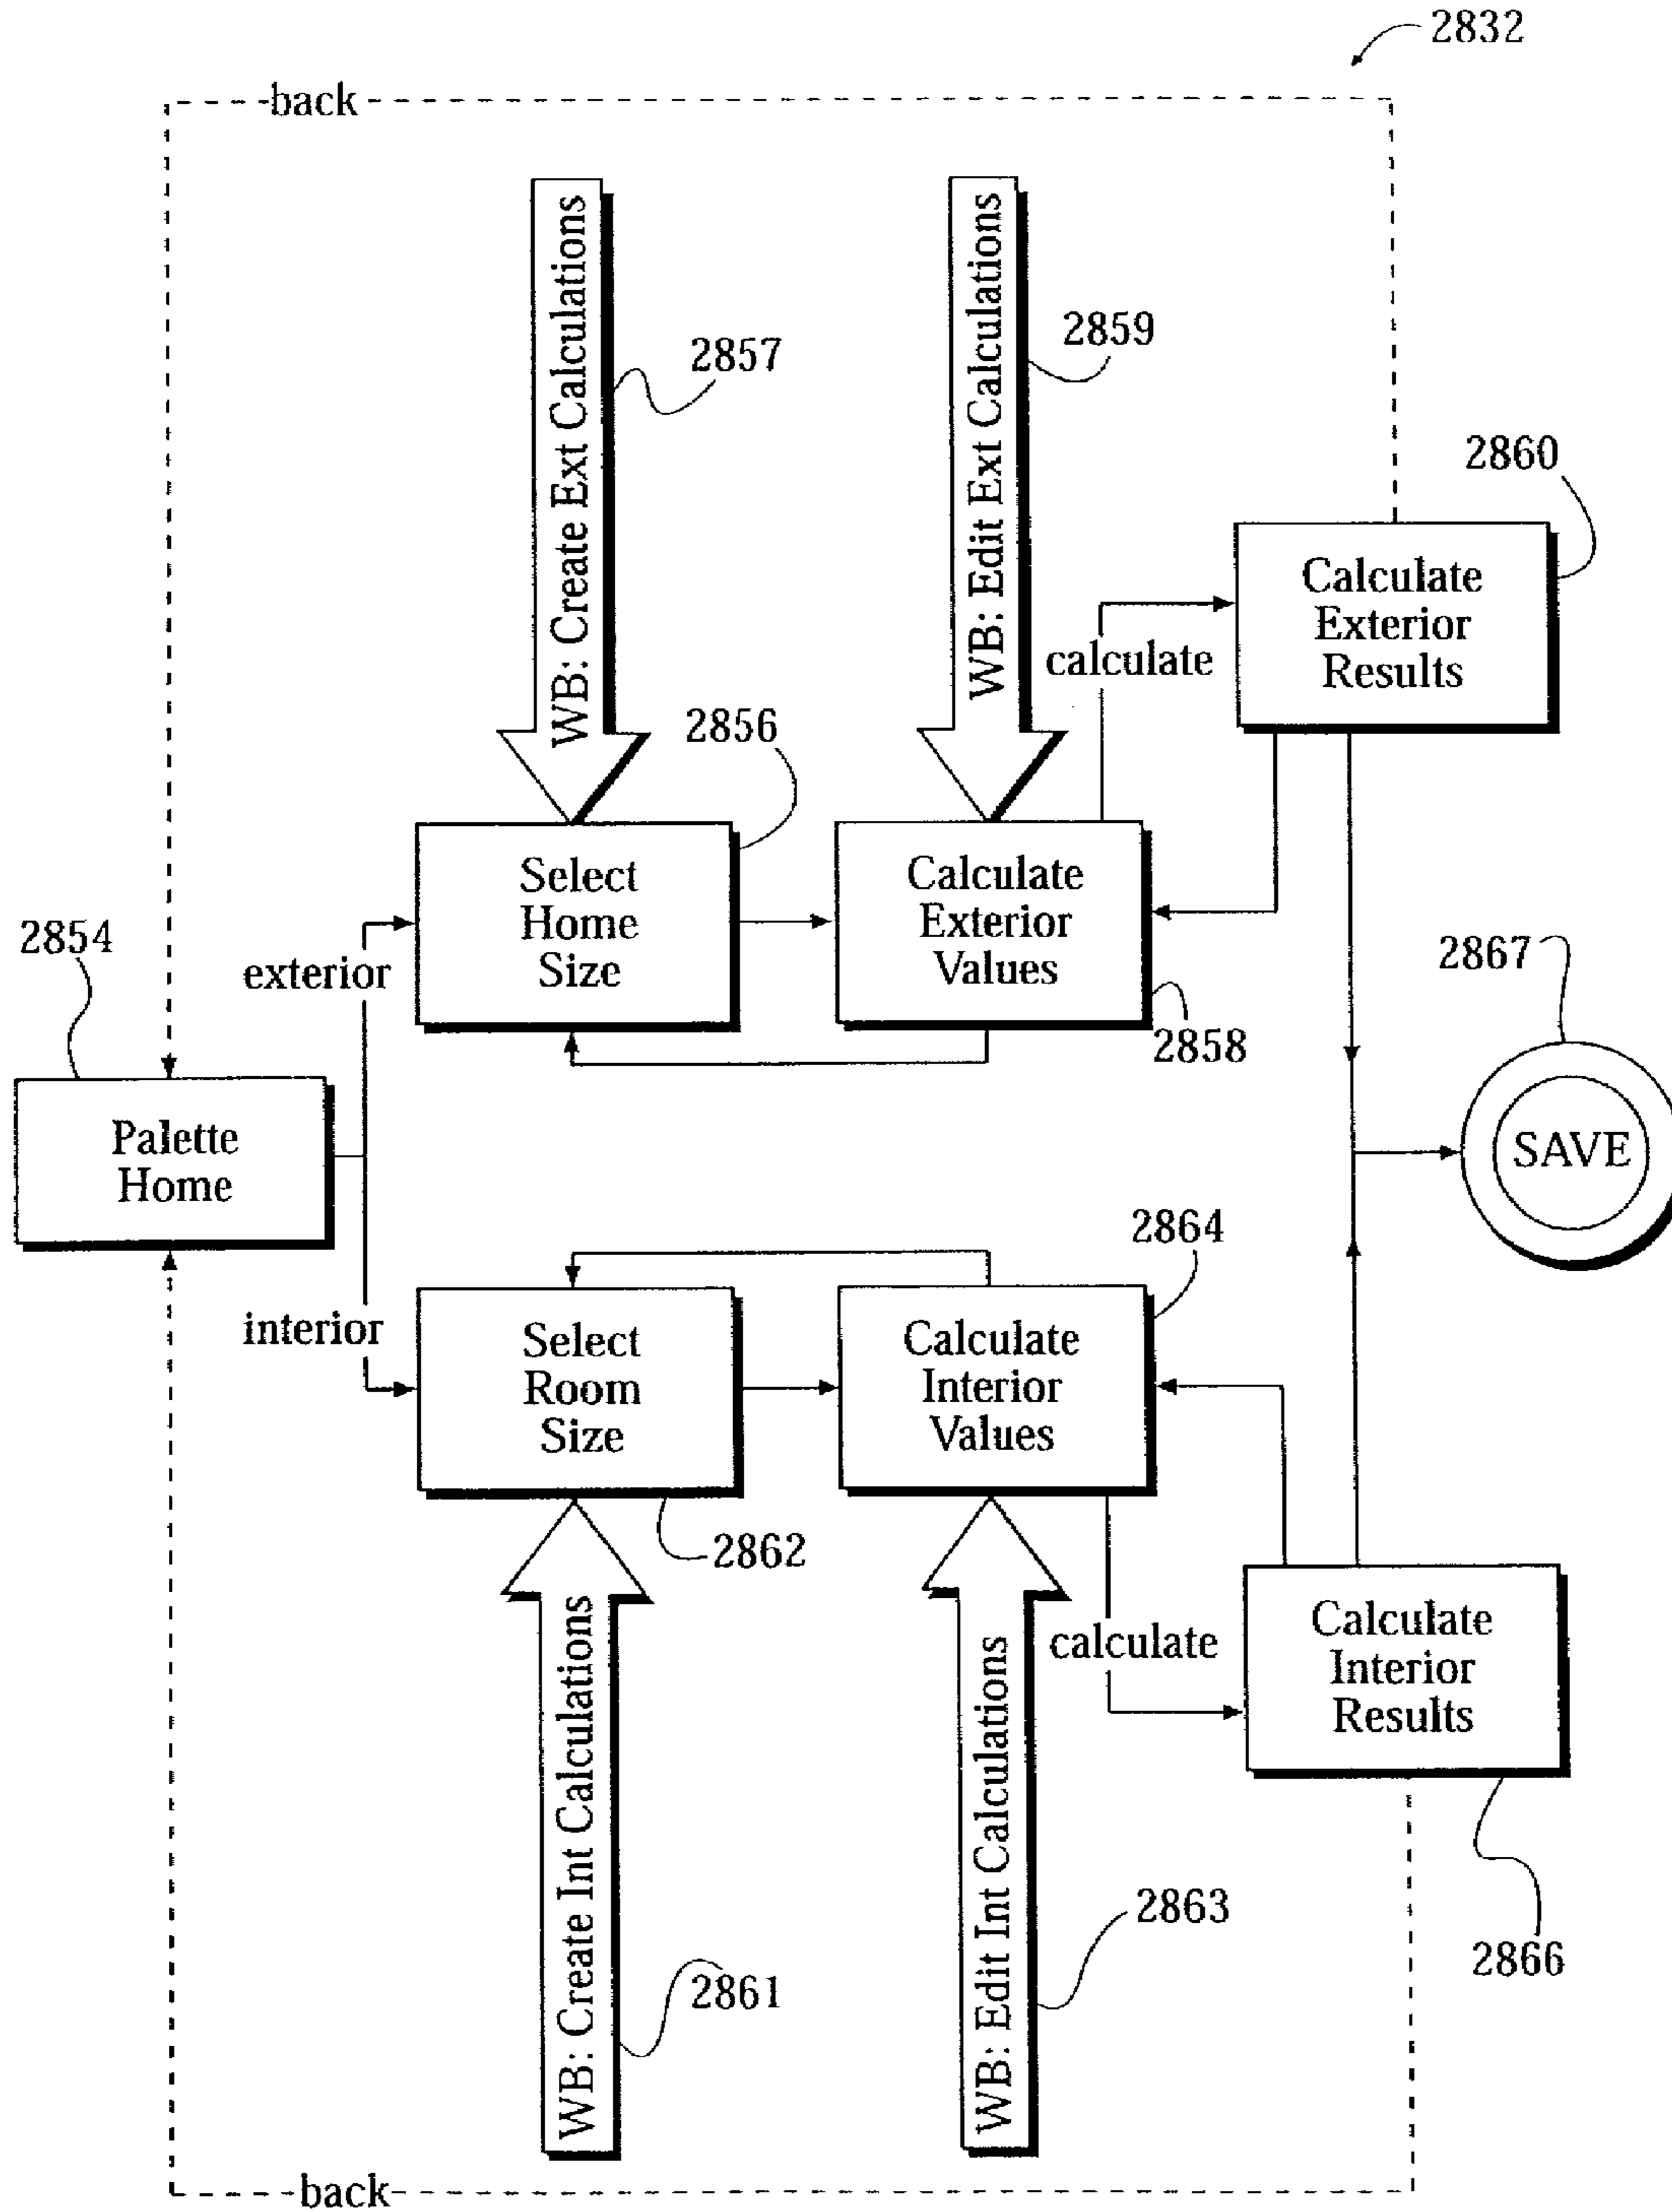 2832
back
WB: Create Ext Calculations
2857
WB: Edit Ext Calculations
2859
2860
Calculate
Exterior
Results
calculate
2856
Select
Home
Size
Calculate
Exterior
Values
2858
2854
exterior
Palette
Home
2867
SAVE
interior
2864
Select
Room
Size
Calculate
Interior
Values
2862
calculate
Calculate
Interior
Results
WB: Create Int Calculations
2861
WB: Edit Int Calculations
2863
2866
back